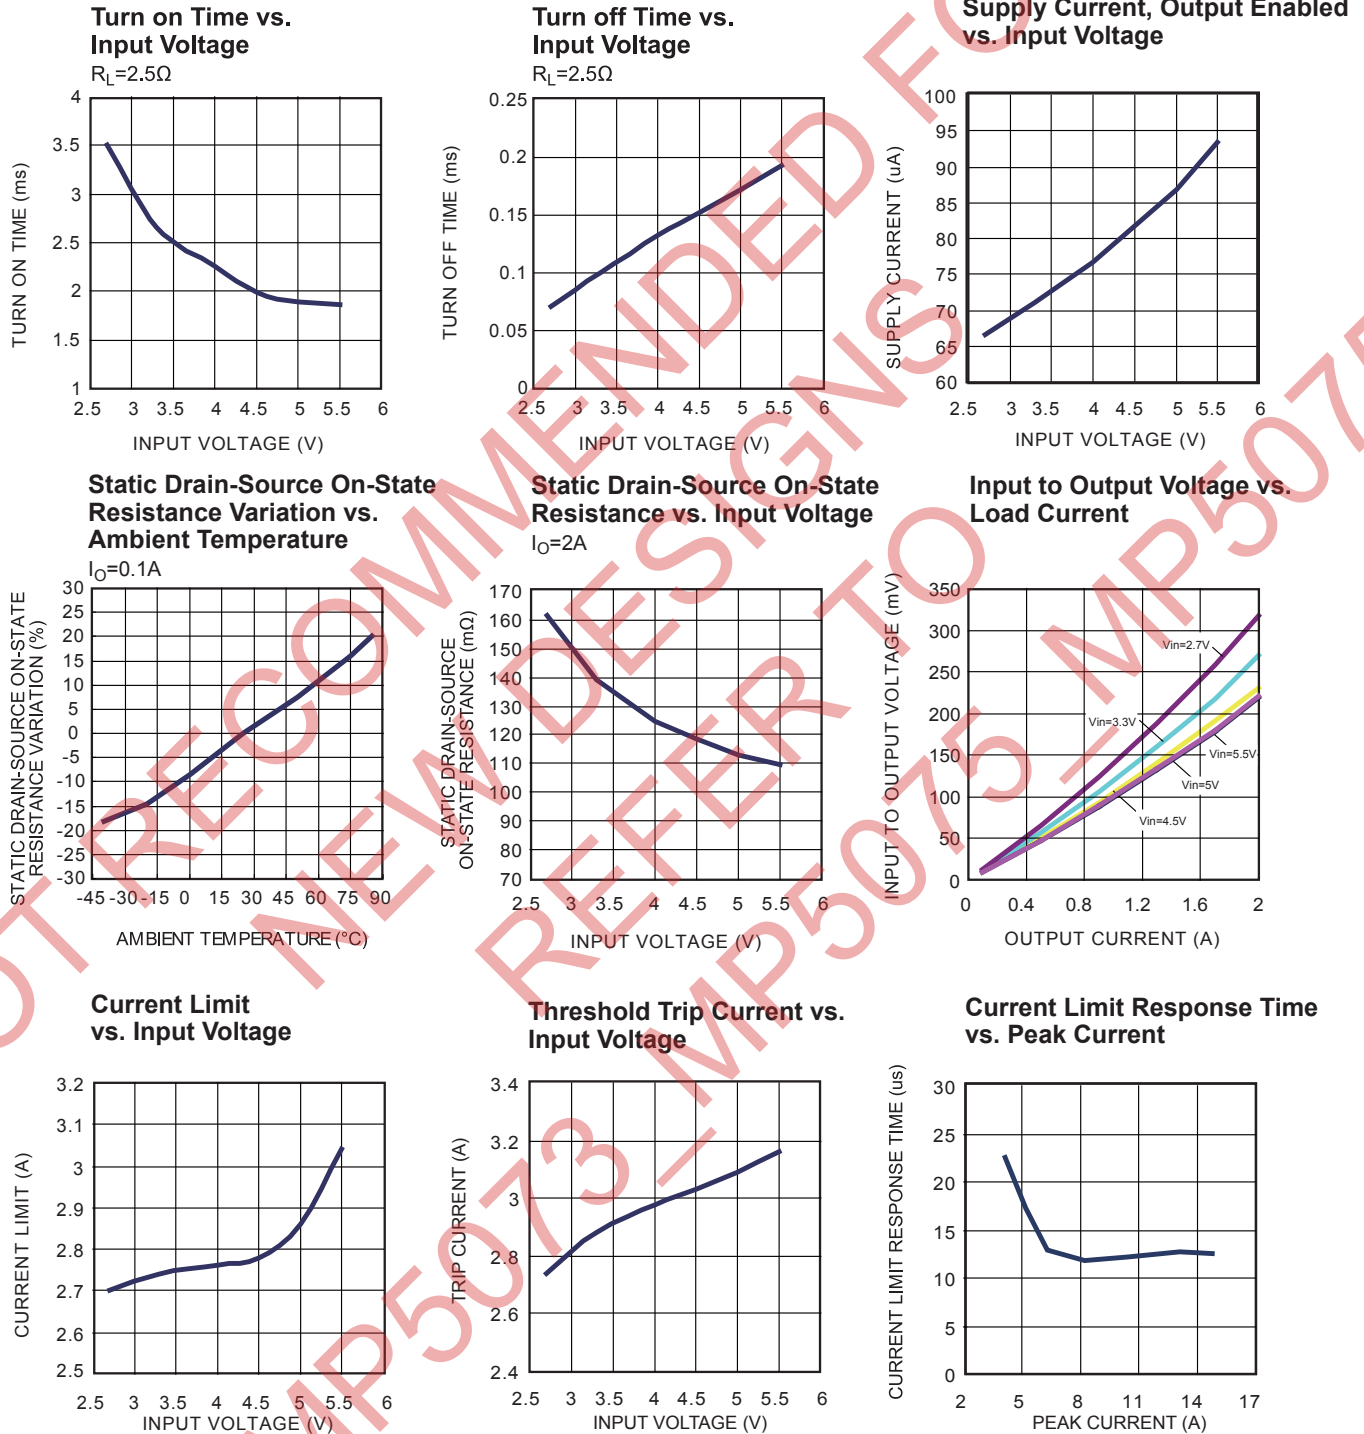 Turn on Time vs.
Input Voltage
RL=2.5Ω
4
3.5
3
2.5
2
1.5
1
TURN ON TIME (ms)
2.5 3 3.5 4 4.5 5 5.5 6
INPUT VOLTAGE (V)
Turn off Time vs.
Input Voltage
RL=2.5Ω
0.25
0.2
0.15
0.1
0.05
0
TURN OFF TIME (ms)
2.5 3 3.5 4 4.5 5 5.5 6
INPUT VOLTAGE (V)
Supply Current, Output Enabled
vs. Input Voltage
100
95
90
85
80
75
70
65
60
SUPPLY CURRENT (uA)
2.5 3 3.5 4 4.5 5 5.5 6
INPUT VOLTAGE (V)
Static Drain-Source On-State
Resistance Variation vs.
Ambient Temperature
IO=0.1A
30
25
20
15
10
5
0
-5
-10
-15
-20
-25
-30
STATIC DRAIN-SOURCE ON-STATE
RESISTANCE VARIATION (%)
-45 -30 -15 0 15 30 45 60 75 90
AMBIENT TEMPERATURE (°C)
Static Drain-Source On-State
Resistance vs. Input Voltage
IO=2A
170
160
150
140
130
120
110
100
90
80
70
STATIC DRAIN-SOURCE
ON-STATE RESISTANCE (mΩ)
2.5 3 3.5 4 4.5 5 5.5 6
INPUT VOLTAGE (V)
Input to Output Voltage vs.
Load Current
350
300
250
200
150
100
50
0
INPUT TO OUTPUT VOLTAGE (mV)
Vin=2.7V
Vin=3.3V
Vin=5.5V
Vin=5V
Vin=4.5V
0 0.4 0.8 1.2 1.6 2
OUTPUT CURRENT (A)
Current Limit
vs. Input Voltage
3.2
3.1
3
2.9
2.8
2.7
2.6
2.5
CURRENT LIMIT (A)
2.5 3 3.5 4 4.5 5 5.5 6
INPUT VOLTAGE (V)
Threshold Trip Current vs.
Input Voltage
3.4
3.2
3
2.8
2.6
2.4
TRIP CURRENT (A)
2.5 3 3.5 4 4.5 5 5.5 6
INPUT VOLTAGE (V)
Current Limit Response Time
vs. Peak Current
30
25
20
15
10
5
0
CURRENT LIMIT RESPONSE TIME (us)
2 5 8 11 14 17
PEAK CURRENT (A)
OT RECOMMENDED FO
NEW DESIGNS
REFER TO
MP5073_MP5075_MP5075